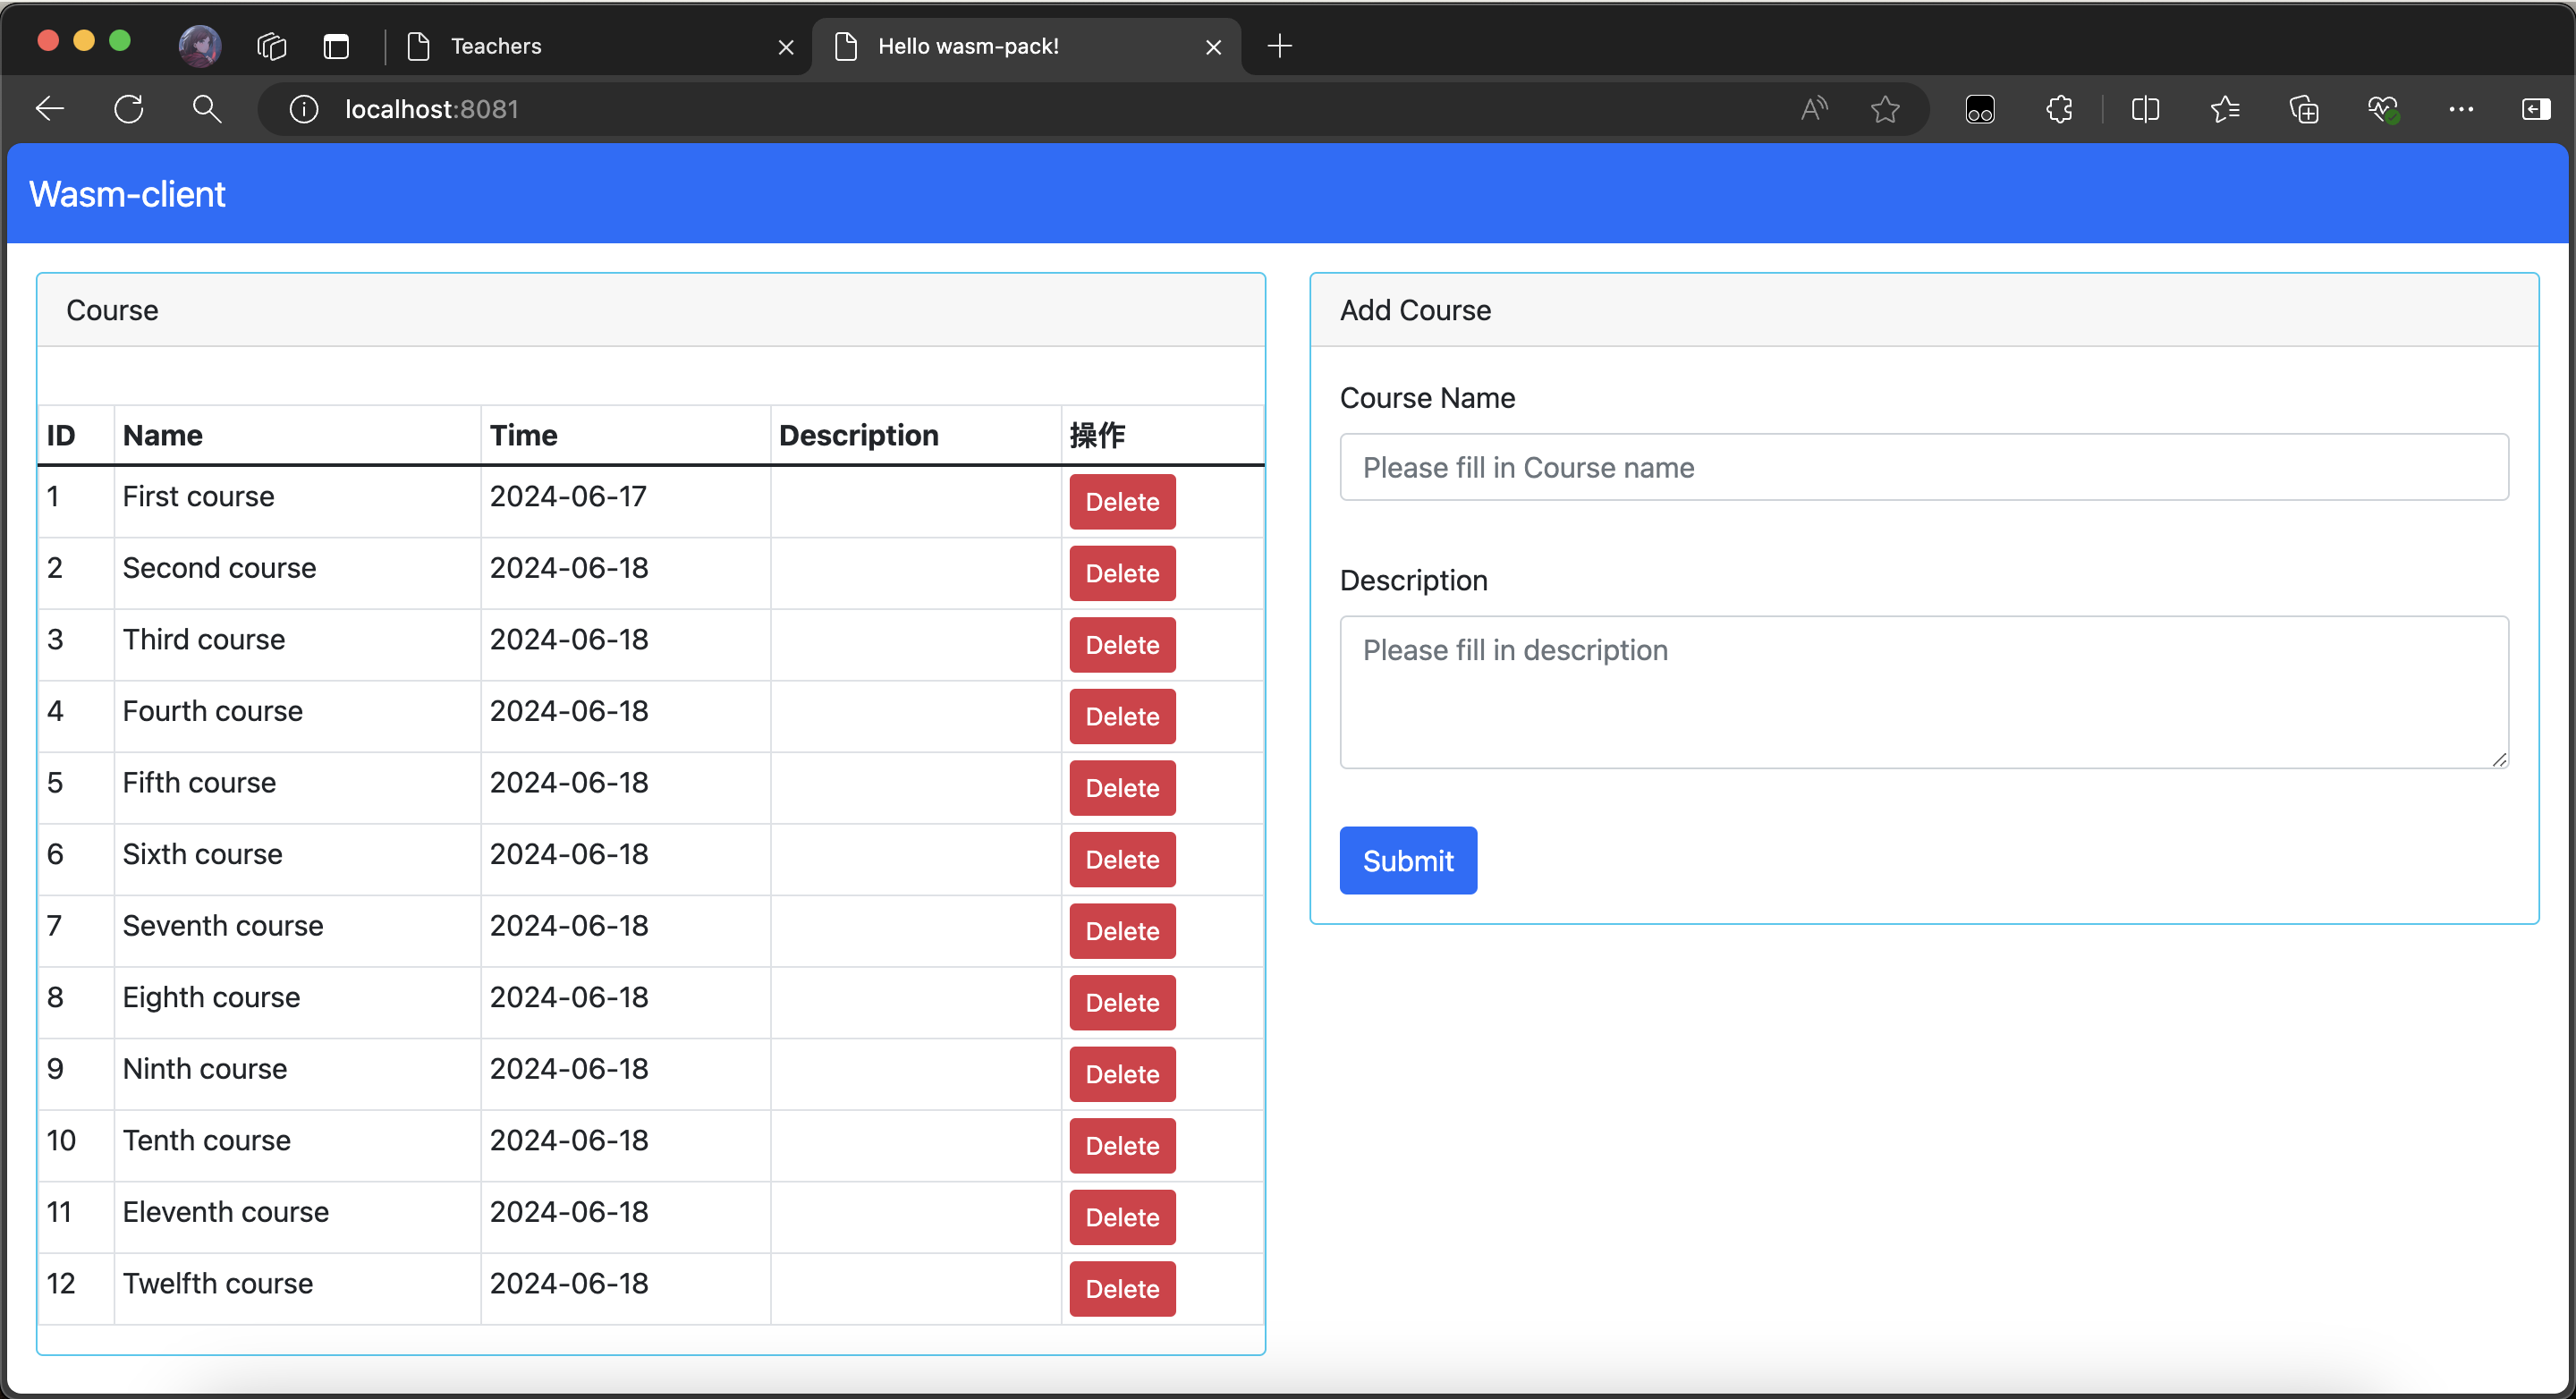 Teachers
Hello wasm-pack!
localhost:8081
Wasm-client
Course
ID Name Time Description 操作
1 First course 2024-06-17 Delete
2 Second course 2024-06-18 Delete
3 Third course 2024-06-18 Delete
4 Fourth course 2024-06-18 Delete
5 Fifth course 2024-06-18 Delete
6 Sixth course 2024-06-18 Delete
7 Seventh course 2024-06-18 Delete
8 Eighth course 2024-06-18 Delete
9 Ninth course 2024-06-18 Delete
10 Tenth course 2024-06-18 Delete
11 Eleventh course 2024-06-18 Delete
12 Twelfth course 2024-06-18 Delete
Add Course
Course Name
Please fill in Course name
Description
Please fill in description
Submit